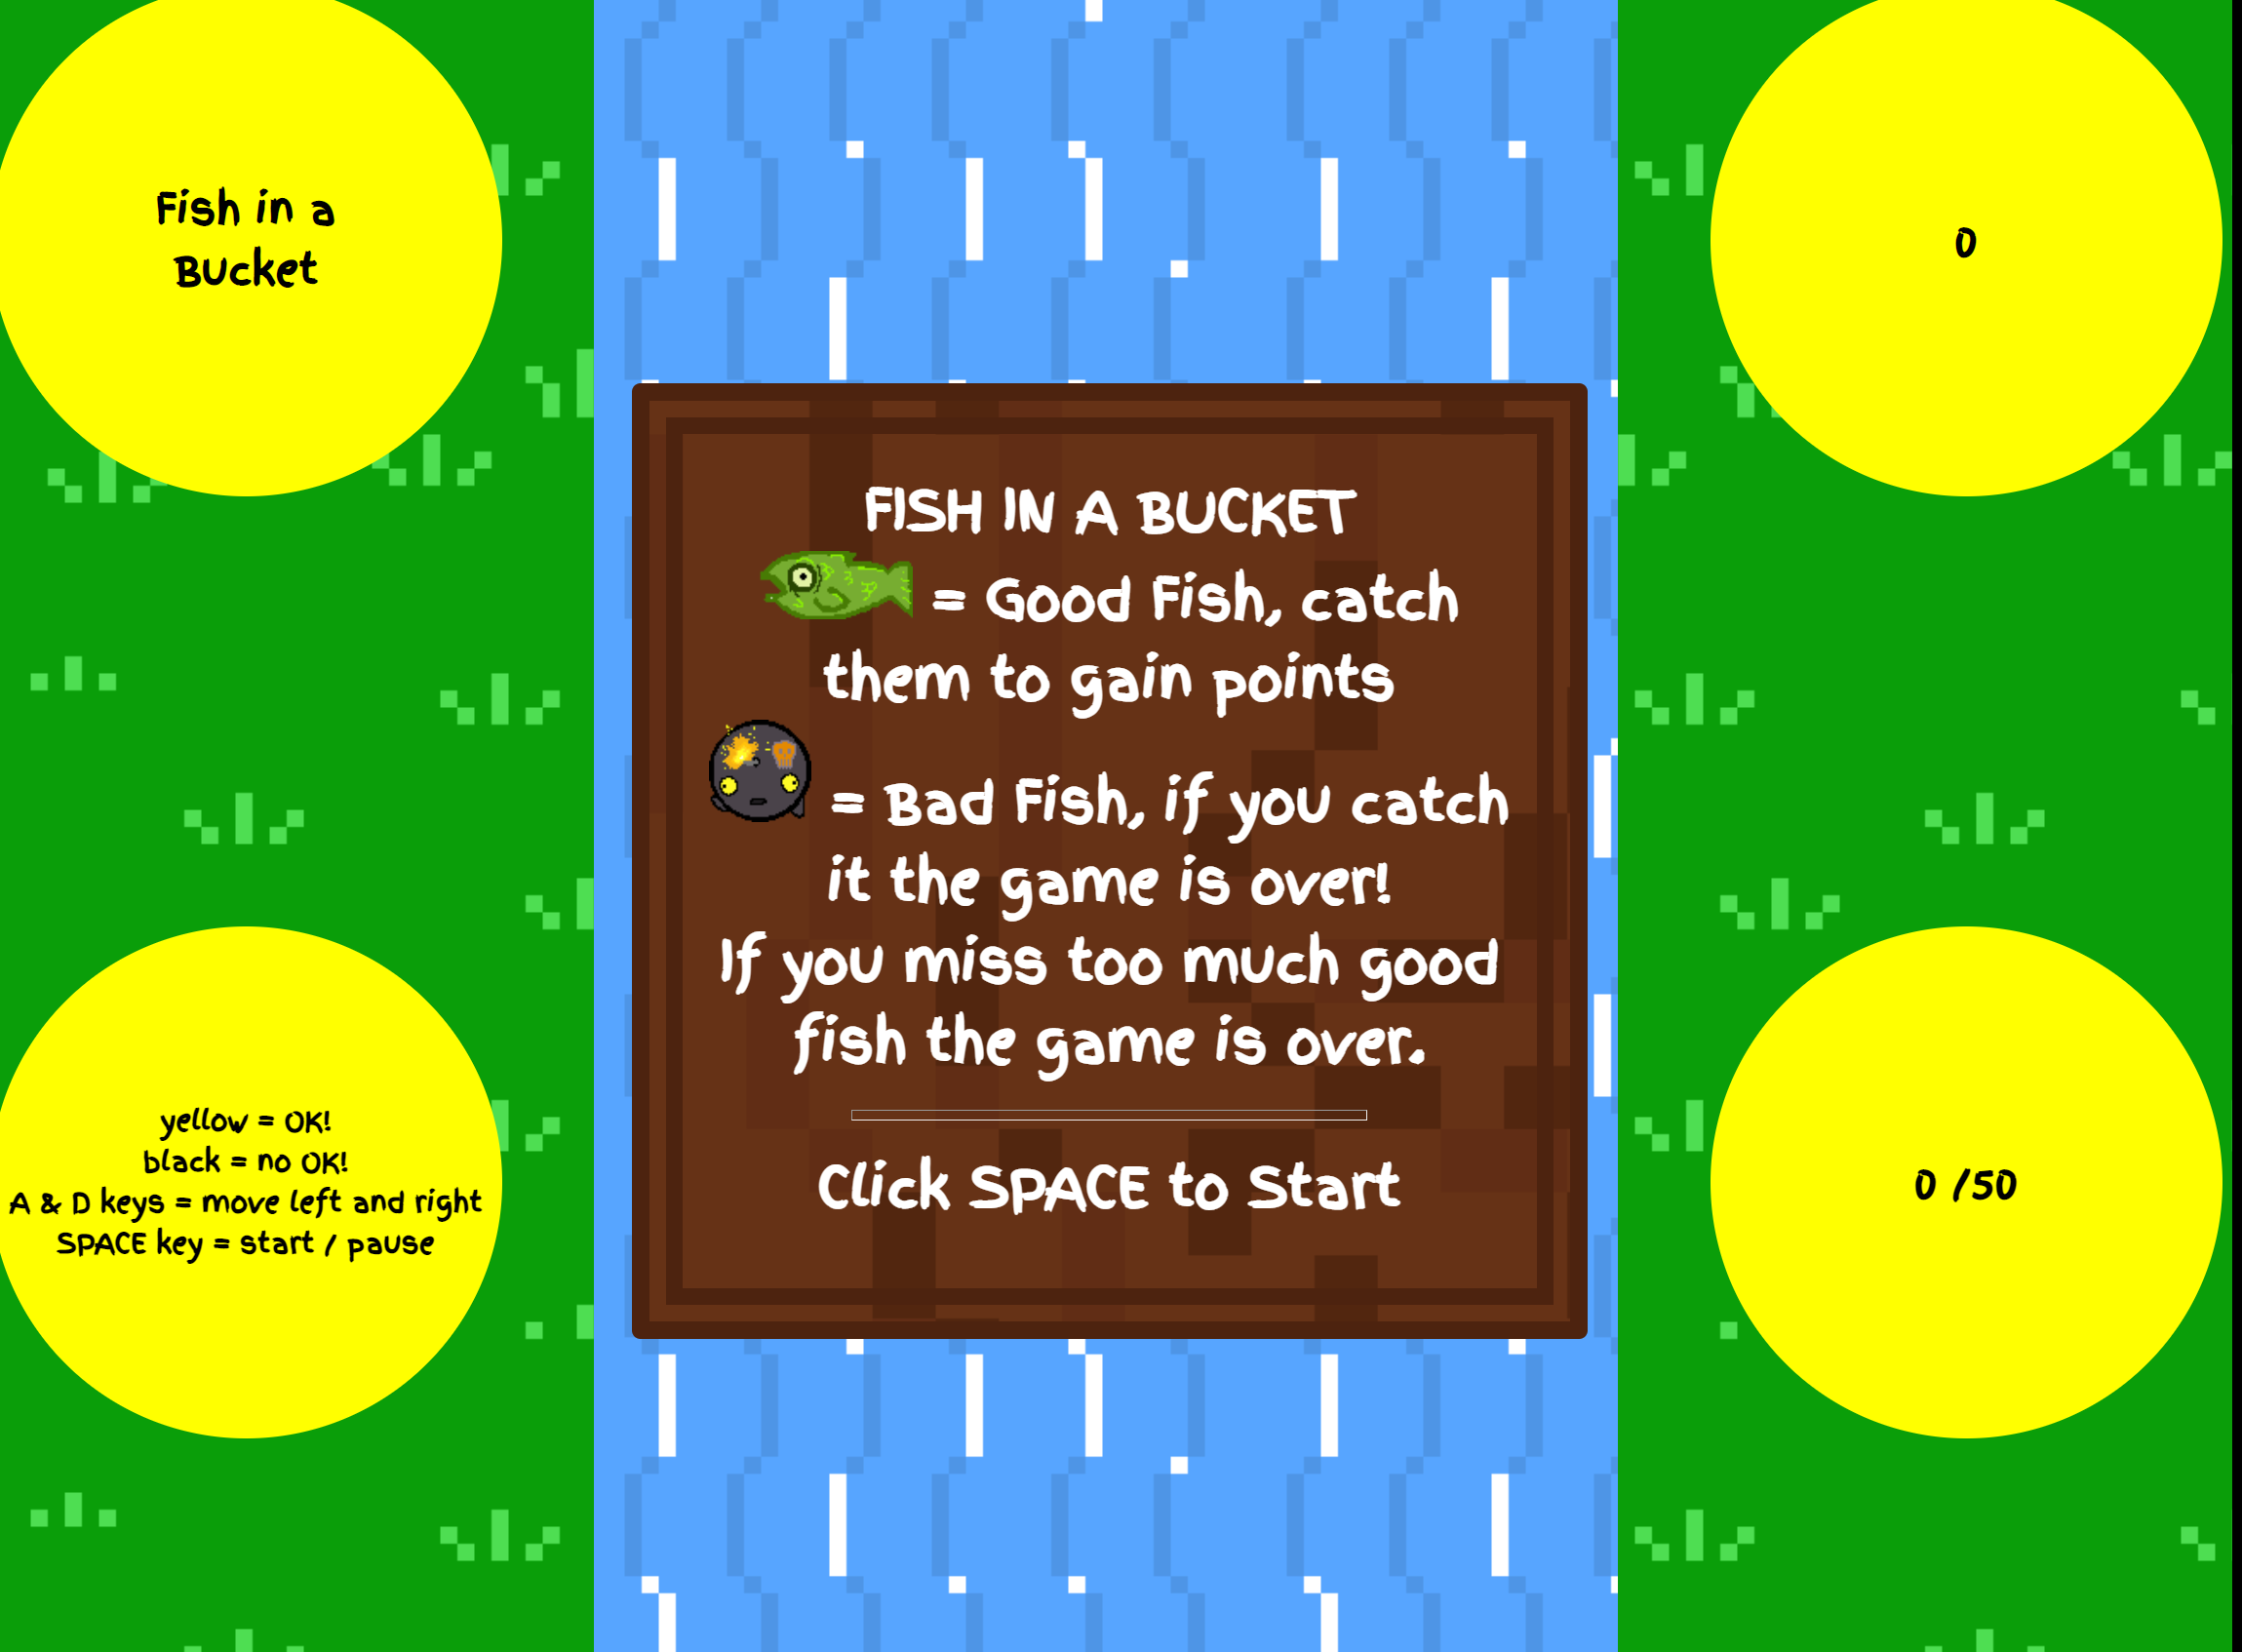 Fish in a
Bucket
yellow = OK!
black = no OK!
A & D keys = move left and right
SPACE key = start / pause
FISH IN A BUCKET
= Good Fish, catch
them to gain points
= Bad Fish, if you catch
it the game is over!
If you miss too much good
fish the game is over.
Click SPACE to Start
0
0 /50